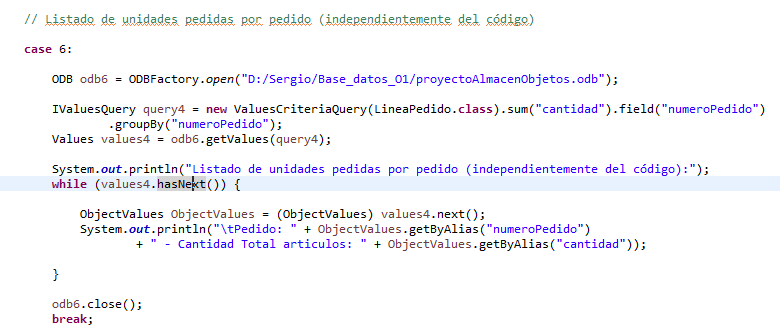 // Listado de unidades pedidas por pedido (independientemente del código)
case 6:
ODB odb6 = ODBFactory.open("D:/Sergio/Base_datos_O1/proyectoAlmacenObjetos.odb");
IValuesQuery query4 = new ValuesCriteriaQuery(LineaPedido.class).sum("cantidad").field("numeroPedido")
.groupBy("numeroPedido");
Values values4 = odb6.getValues(query4);
System.out.println("Listado de unidades pedidas por pedido (independientemente del código):");
while (values4.hasNext()) {
ObjectValues ObjectValues = (ObjectValues) values4.next();
System.out.println("\tPedido: " + ObjectValues.getByAlias("numeroPedido")
+ " - Cantidad Total articulos: " + ObjectValues.getByAlias("cantidad"));
}
odb6.close();
break;